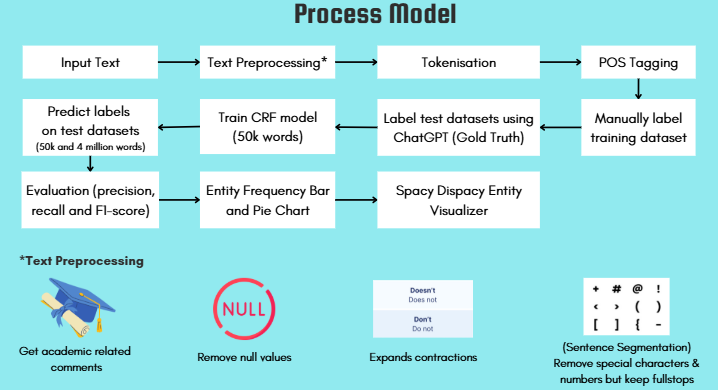 Process Model
Input Text
Text Preprocessing*
Tokenisation
POS Tagging
Manually label
training dataset
Label test datasets using
ChatGPT (Gold Truth)
Train CRF model
(50k words)
Predict labels
on test datasets
(50k and 4 million words)
Evaluation (precision,
recall and F1-score)
Entity Frequency Bar
and Pie Chart
Spacy Dispacy Entity
Visualizer
*Text Preprocessing
Get academic related
comments
NULL
Remove null values
Doesn't
Does not
Don't
Do not
Expands contractions
+ # @ !
< > ( )
[ ] { -
(Sentence Segmentation)
Remove special characters &
numbers but keep fullstops